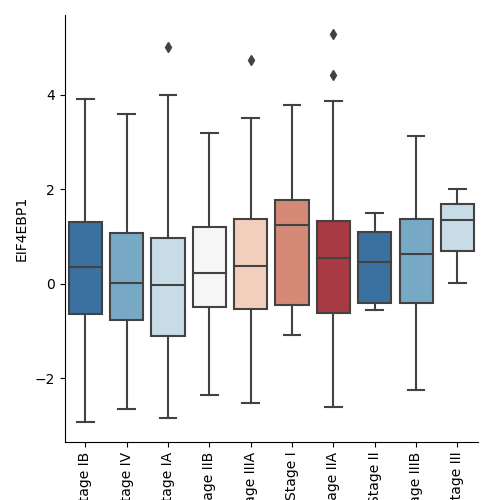 EIF4EBP1
4
2
0
−2
tage IB
tage IV
tage IA
age IIB
age IIIA
Stage I
age IIA
Stage II
age IIIB
tage III